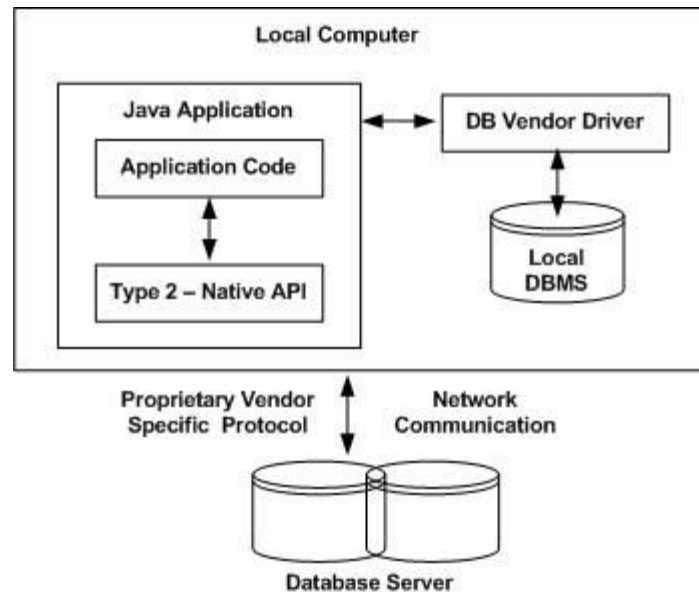 Local Computer
Java Application
Application Code
Type 2 – Native API
DB Vendor Driver
Local
DBMS
Proprietary Vendor
Specific Protocol
Network
Communication
Database Server